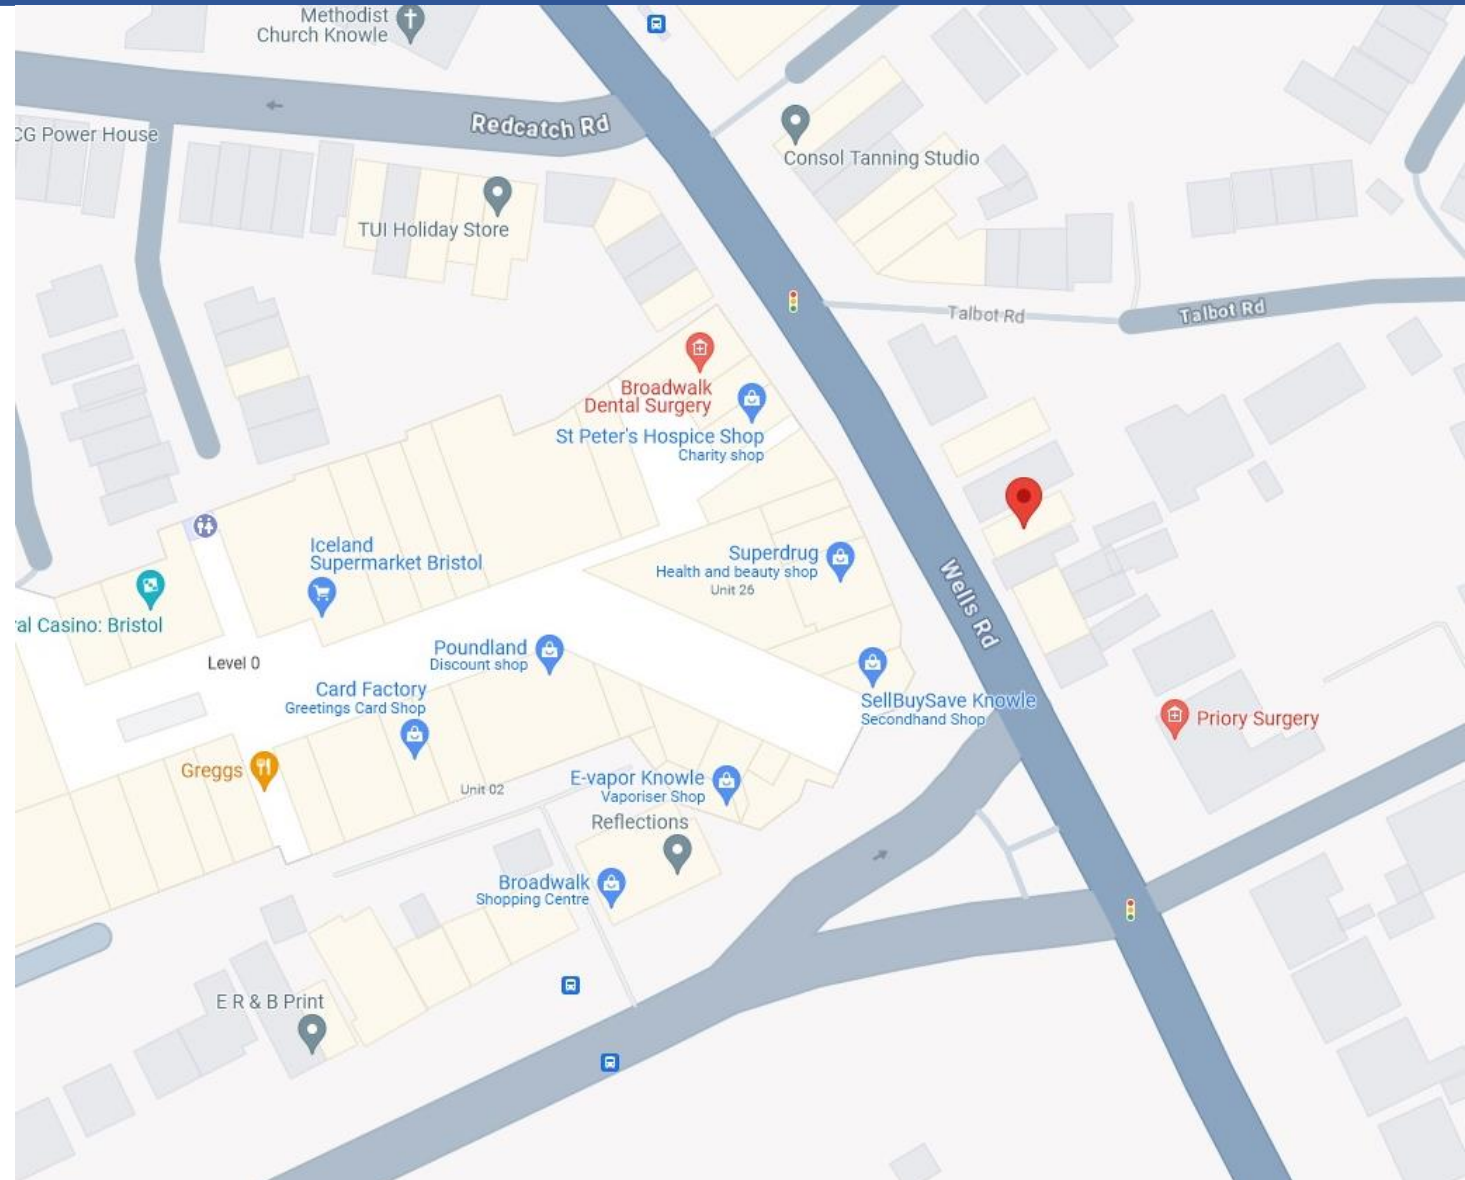 Methodist
Church Knowle
Redcatch Rd
CG Power House
Consol Tanning Studio
TUI Holiday Store
Talbot Rd
Talbot Rd
Broadwalk
Dental Surgery
St Peter's Hospice Shop
Charity shop
Iceland
Supermarket Bristol
Superdrug
Health and beauty shop
Unit 26
Wells Rd
al Casino: Bristol
Level 0
Poundland
Discount shop
Card Factory
Greetings Card Shop
SellBuySave Knowle
Secondhand Shop
Priory Surgery
Greggs
Unit 02
E-vapor Knowle
Vaporiser Shop
Reflections
Broadwalk
Shopping Centre
E R & B Print